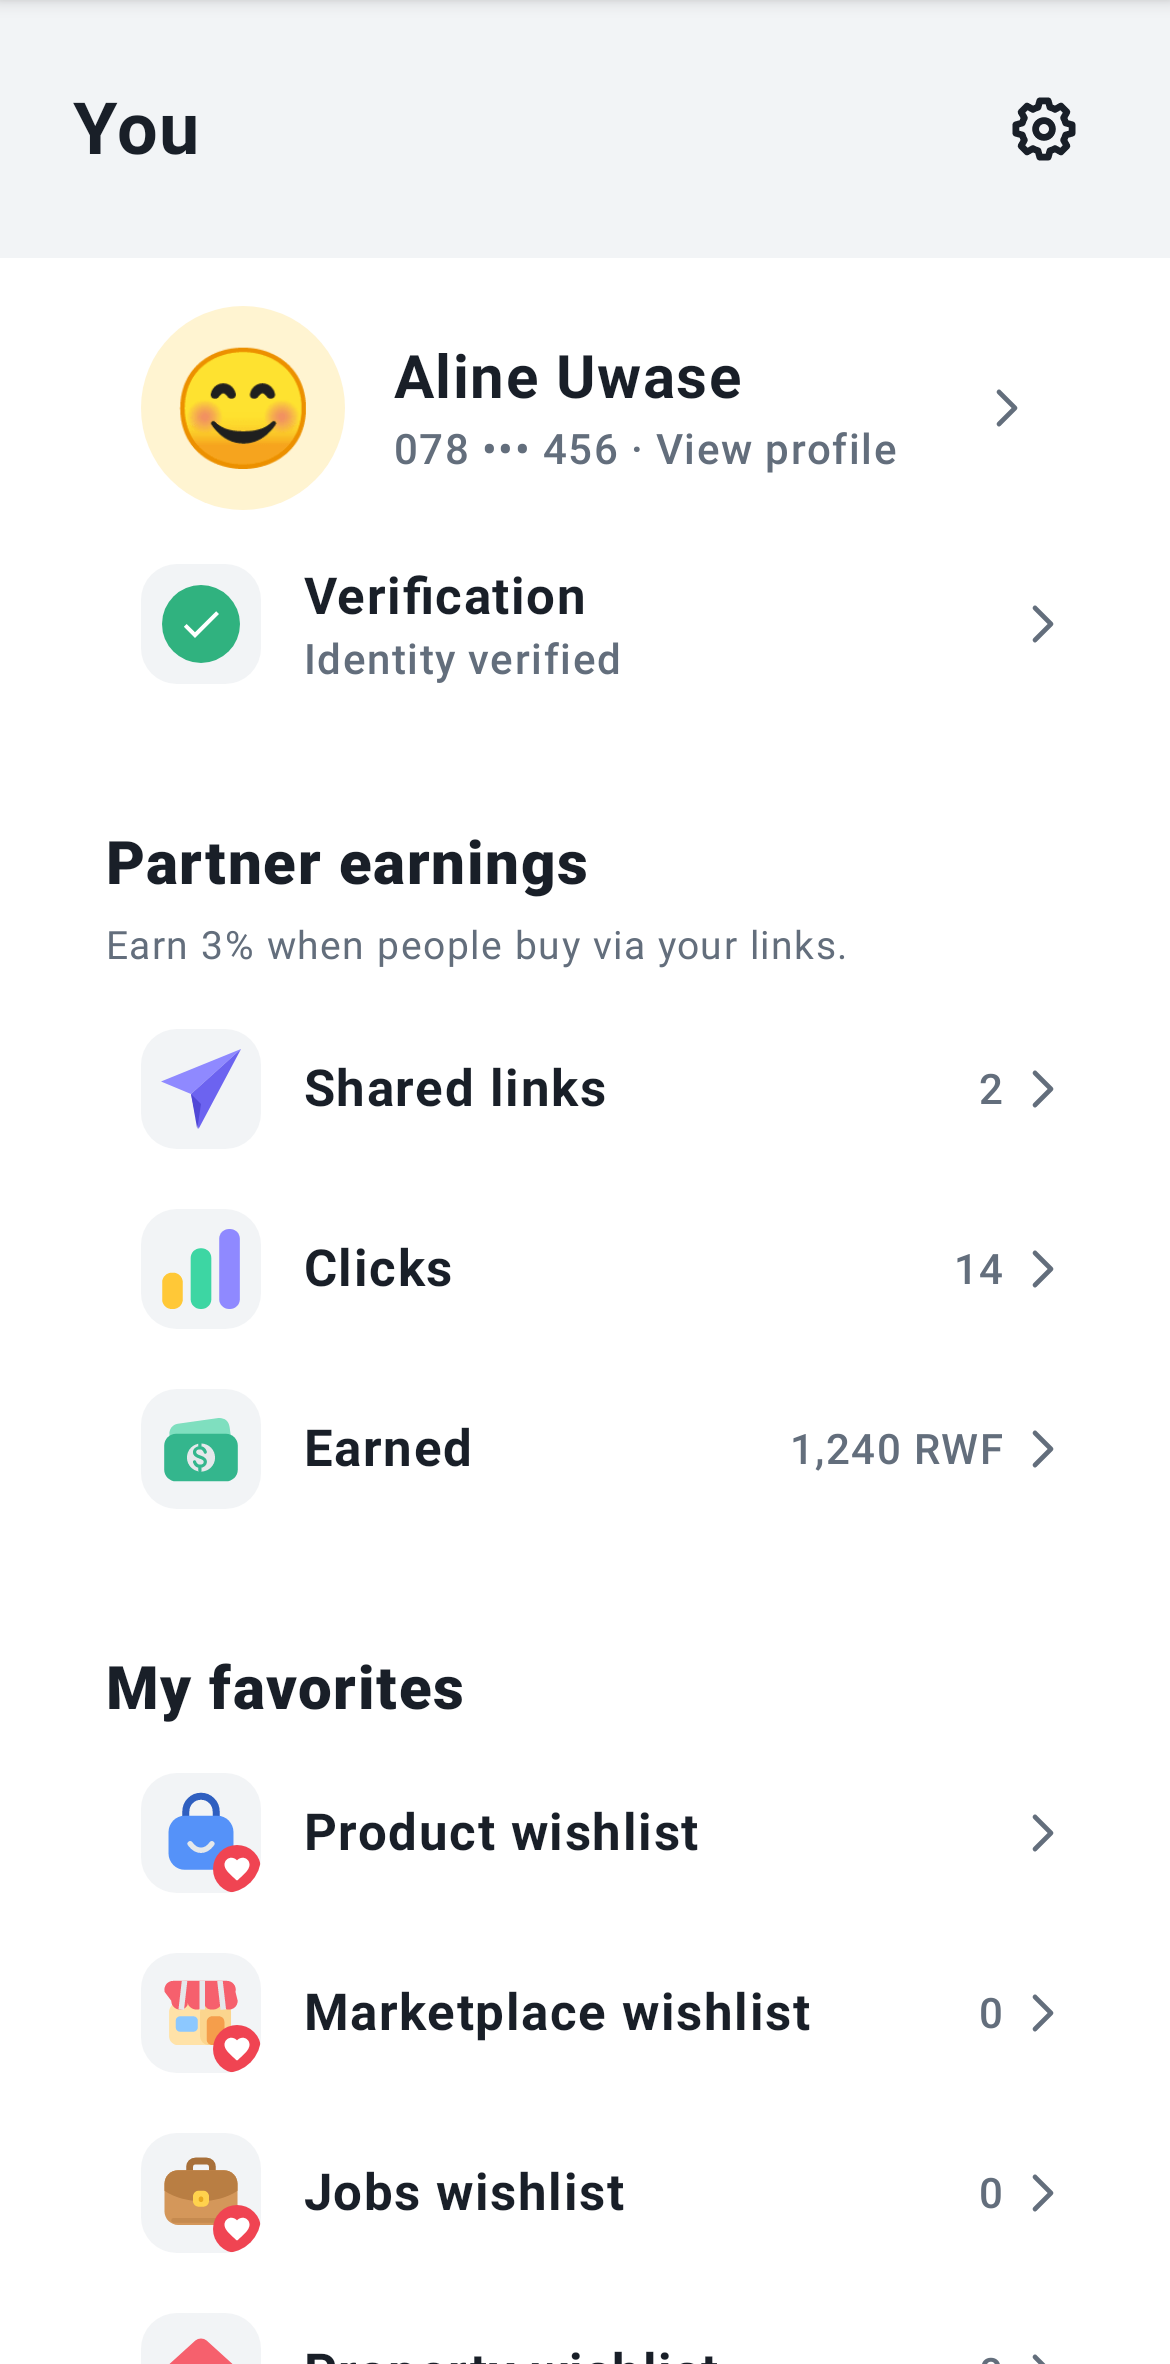 You
Aline Uwase
078 ••• 456 · View profile
Verification
Identity verified
Partner earnings
Earn 3% when people buy via your links.
Shared links 2
Clicks 14
Earned 1,240 RWF
My favorites
Product wishlist
Marketplace wishlist 0
Jobs wishlist 0
Property wishlist